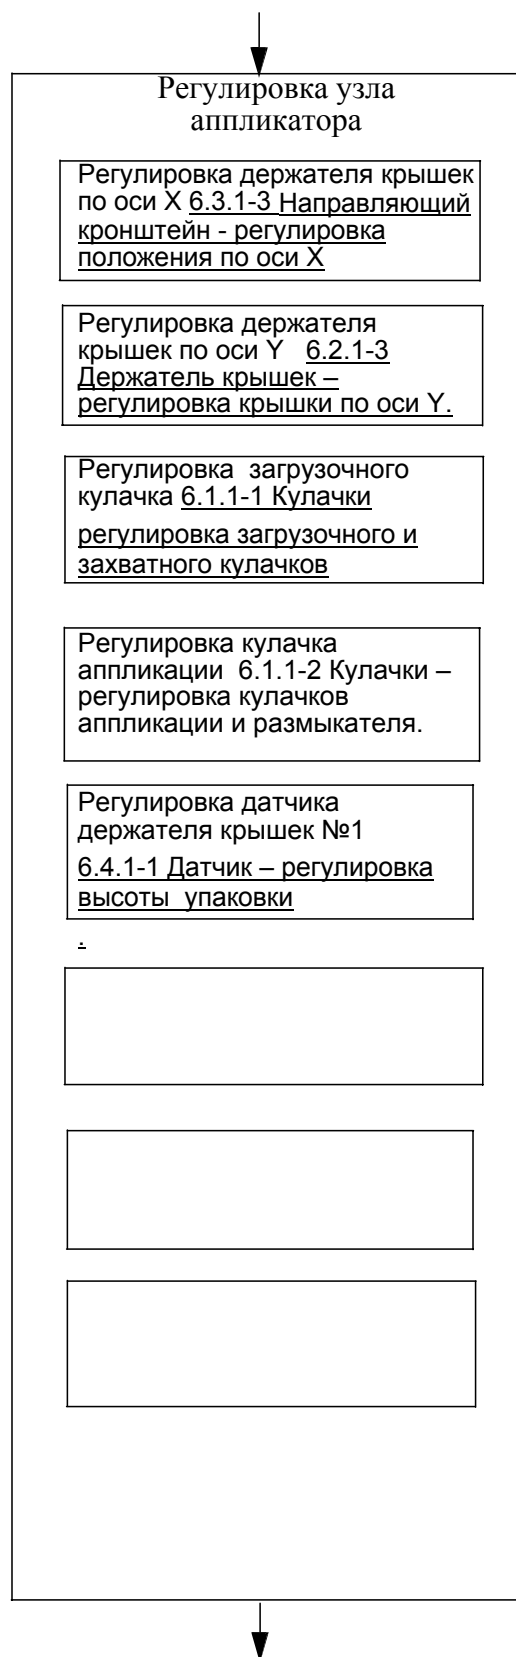 Регулировка узла
аппликатора
Регулировка держателя крышек
по оси X 6.3.1-3 Направляющий
кронштейн - регулировка
положения по оси X
Регулировка держателя
крышек по оси Y 6.2.1-3
Держатель крышек –
регулировка крышки по оси Y.
Регулировка загрузочного
кулачка 6.1.1-1 Кулачки
регулировка загрузочного и
захватного кулачков
Регулировка кулачка
аппликации 6.1.1-2 Кулачки –
регулировка кулачков
аппликации и размыкателя.
Регулировка датчика
держателя крышек №1
6.4.1-1 Датчик – регулировка
высоты упаковки
.